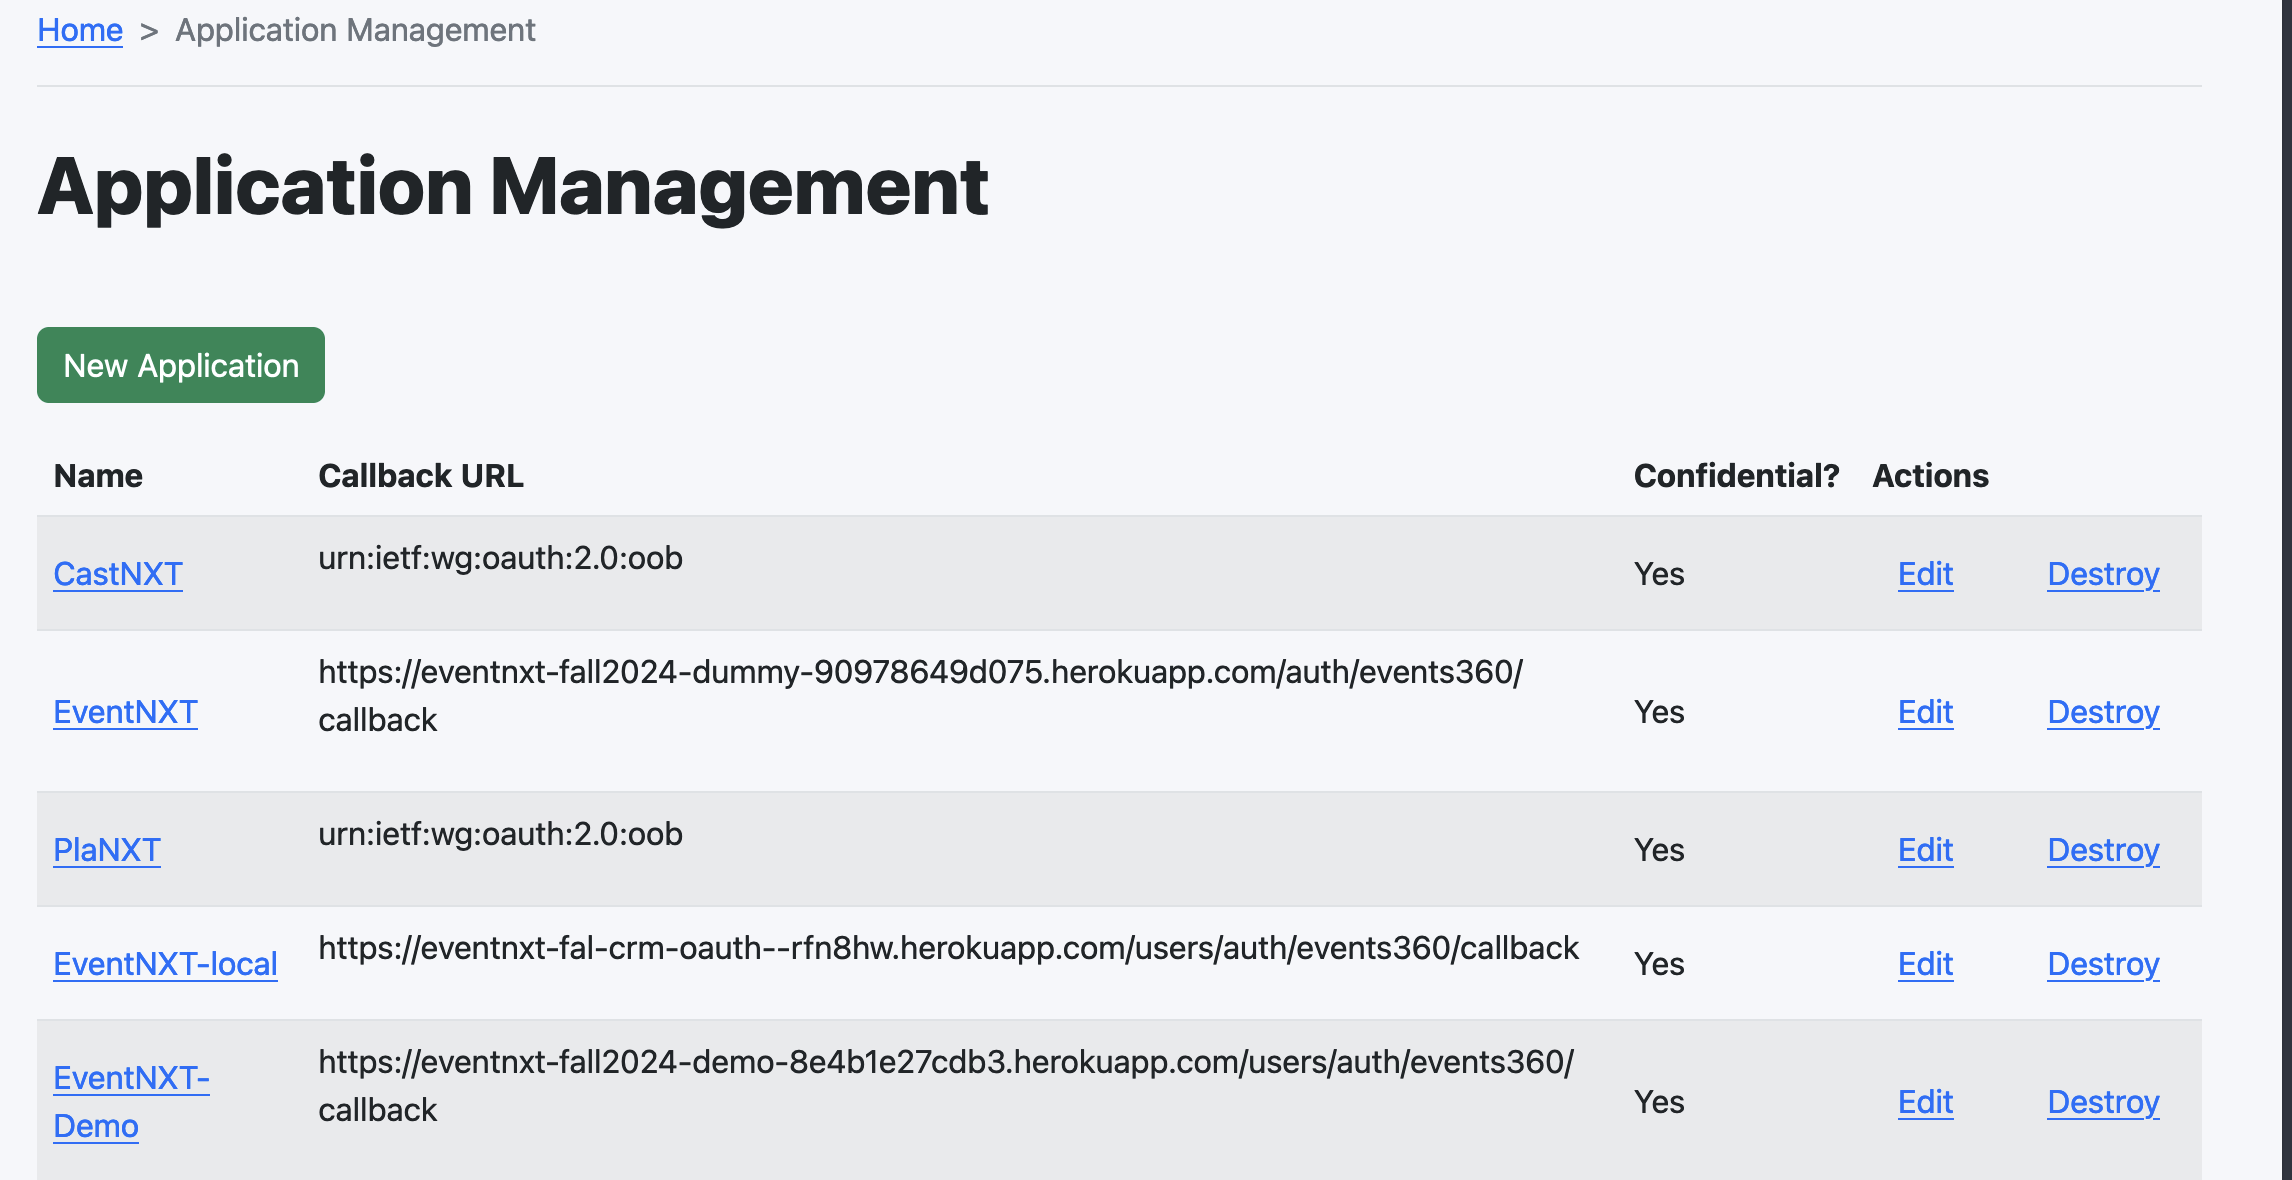 Home > Application Management
Application Management
New Application
Name Callback URL Confidential? Actions
CastNXT urn:ietf:wg:oauth:2.0:oob Yes Edit Destroy
EventNXT https://eventnxt-fall2024-dummy-90978649d075.herokuapp.com/auth/events360/
callback Yes Edit Destroy
PlaNXT urn:ietf:wg:oauth:2.0:oob Yes Edit Destroy
EventNXT-local https://eventnxt-fal-crm-oauth--rfn8hw.herokuapp.com/users/auth/events360/callback Yes Edit Destroy
EventNXT- https://eventnxt-fall2024-demo-8e4b1e27cdb3.herokuapp.com/users/auth/events360/
Demo callback Yes Edit Destroy